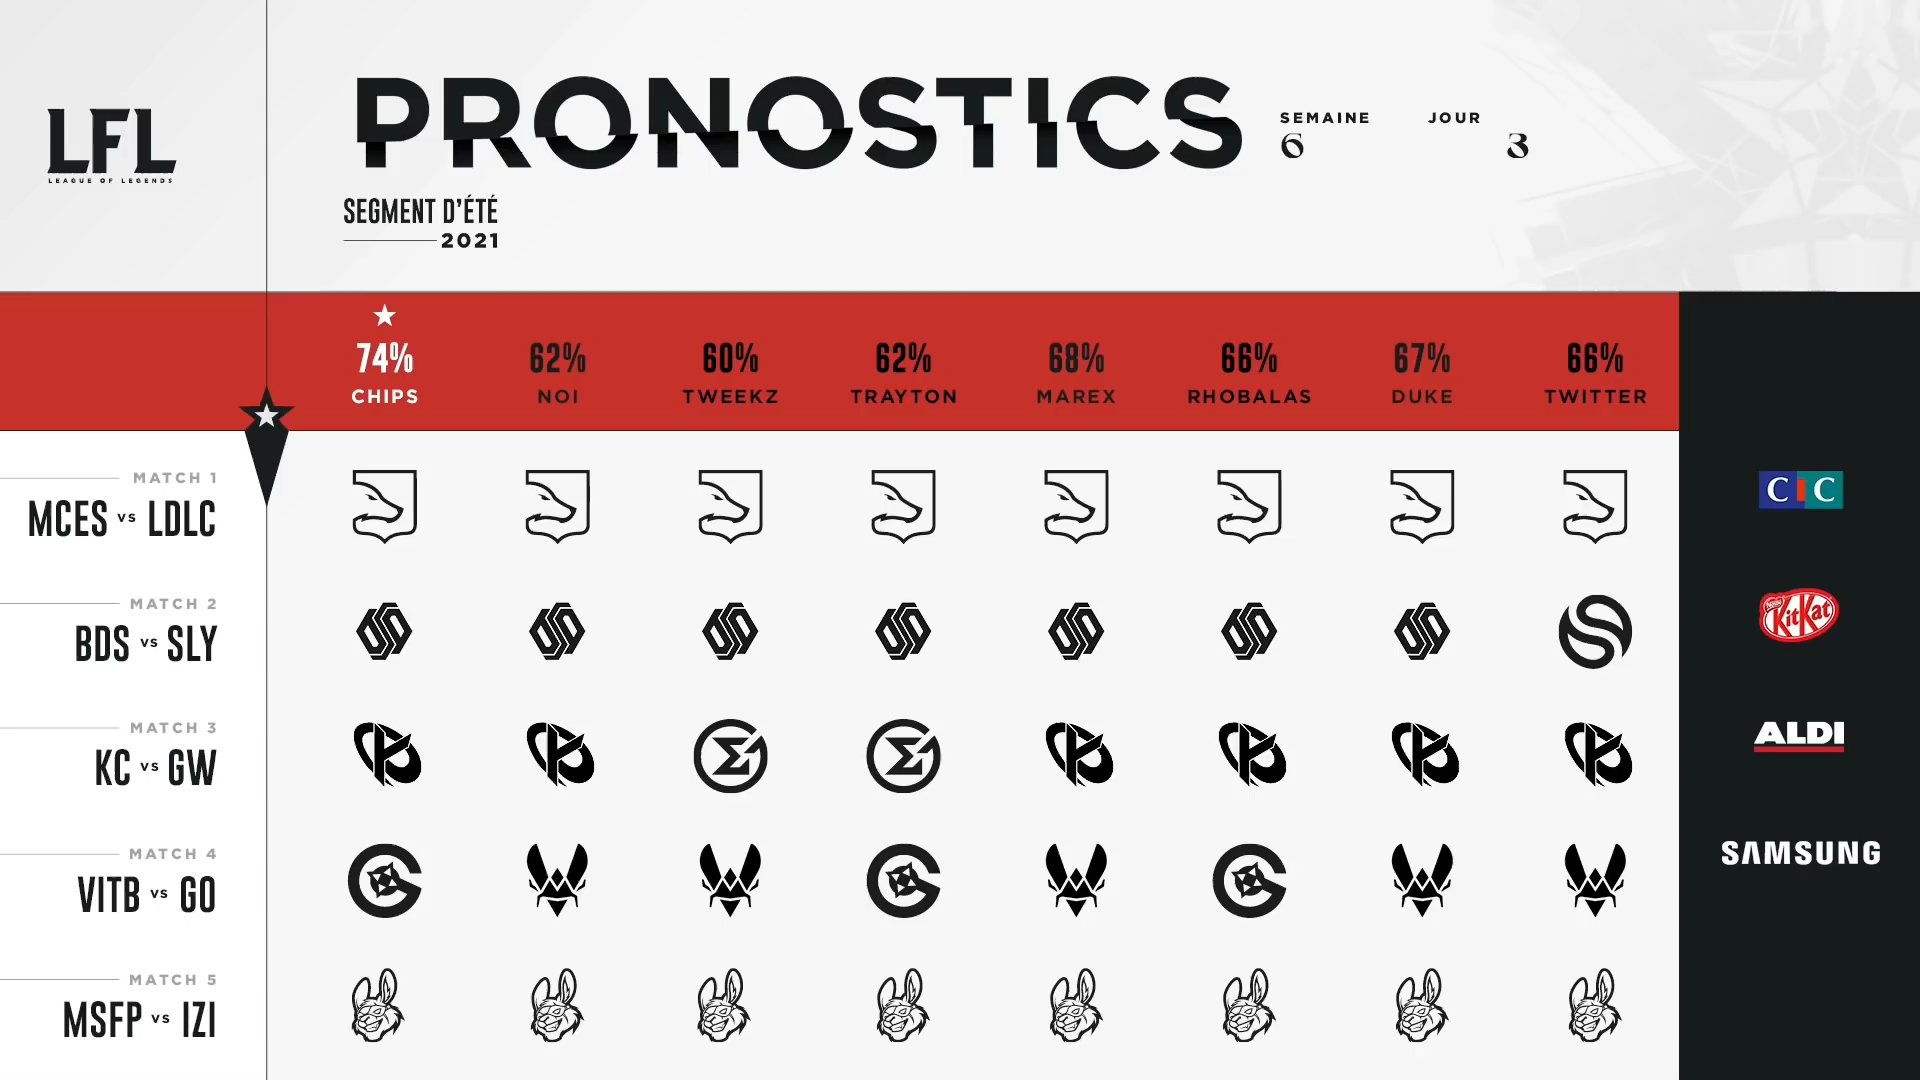 LFL
LEAGUE OF LEGENDS
PRONOSTICS
SEMAINE JOUR
6 3
SEGMENT D'ÉTÉ
2021
74% 62% 60% 62% 68% 66% 67% 66%
CHIPS NOI TWEEKZ TRAYTON MAREX RHOBALAS DUKE TWITTER
MATCH 1
MCES vs LDLC
CIC
MATCH 2
BDS vs SLY
Nestlé
KitKat
MATCH 3
KC vs GW
ALDI
MATCH 4
VITB vs GO
SAMSUNG
MATCH 5
MSFP vs IZI